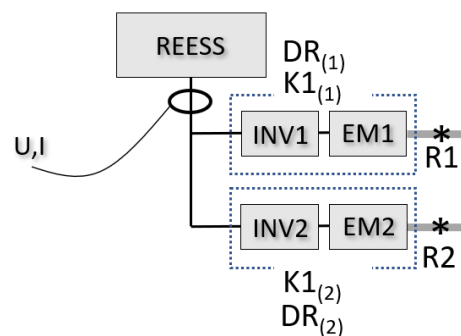 REESS
DR(1)
K1(1)
U,I
INV1 EM1
R1
INV2 EM2
R2
K1(2)
DR(2)